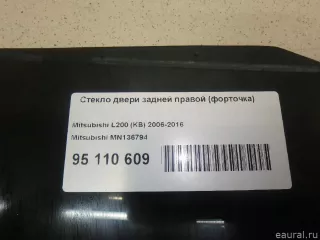 Стекло двери задней правой (форточка)
Mitsubishi L200 (KB) 2006-2016
Mitsubishi MN136794
95 110 609
eaural.ru